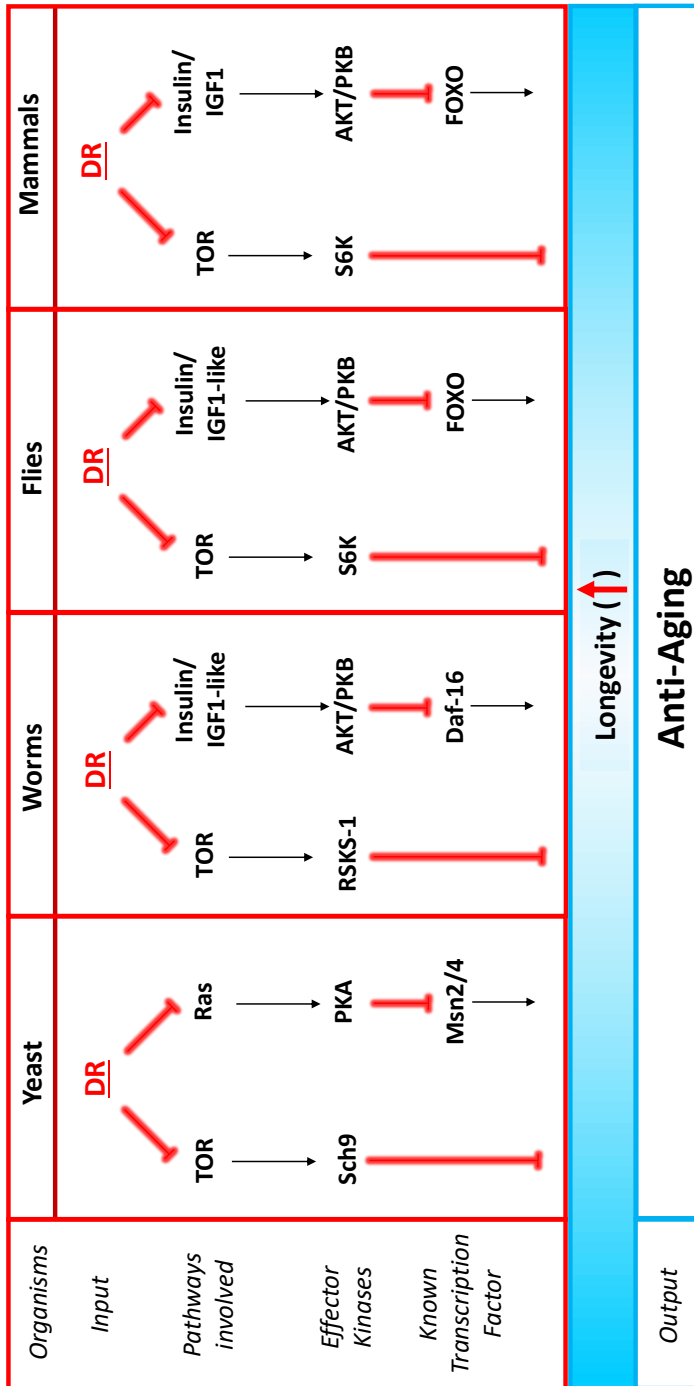 Organisms
Yeast
Worms
Flies
Mammals
Input
DR
DR
DR
DR
Pathways
involved
TOR
Ras
TOR
Insulin/
IGF1-like
TOR
Insulin/
IGF1-like
TOR
Insulin/
IGF1
Effector
Kinases
Sch9
PKA
RSKS-1
AKT/PKB
S6K
AKT/PKB
S6K
AKT/PKB
Known
Transcription
Factor
Msn2/4
Daf-16
FOXO
FOXO
Longevity (↑)
Output
Anti-Aging